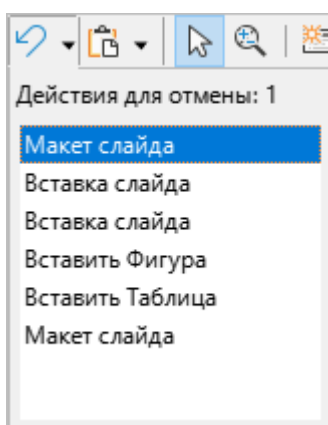 Действия для отмены: 1
Макет слайда
Вставка слайда
Вставка слайда
Вставить Фигура
Вставить Таблица
Макет слайда